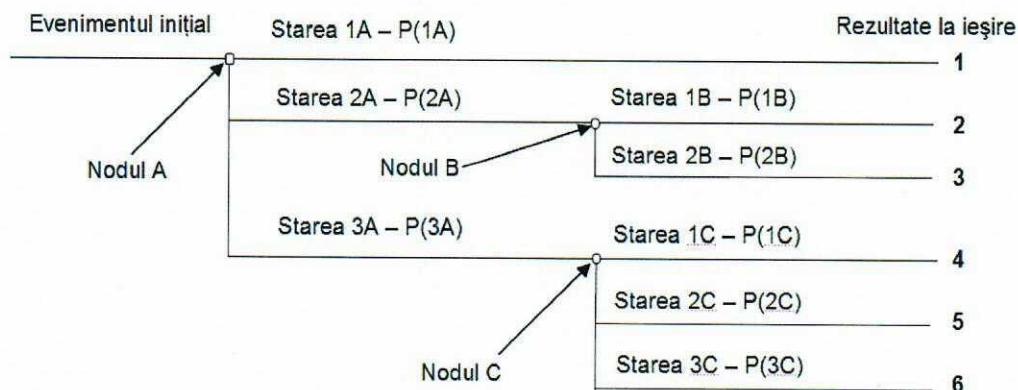 Evenimentul inițial
Starea 1A – P(1A)
Rezultate la ieșire
1
Starea 2A – P(2A)
Starea 1B – P(1B)
2
Nodul A
Nodul B
Starea 2B – P(2B)
3
Starea 3A – P(3A)
Starea 1C – P(1C)
4
Starea 2C – P(2C)
5
Nodul C
Starea 3C – P(3C)
6